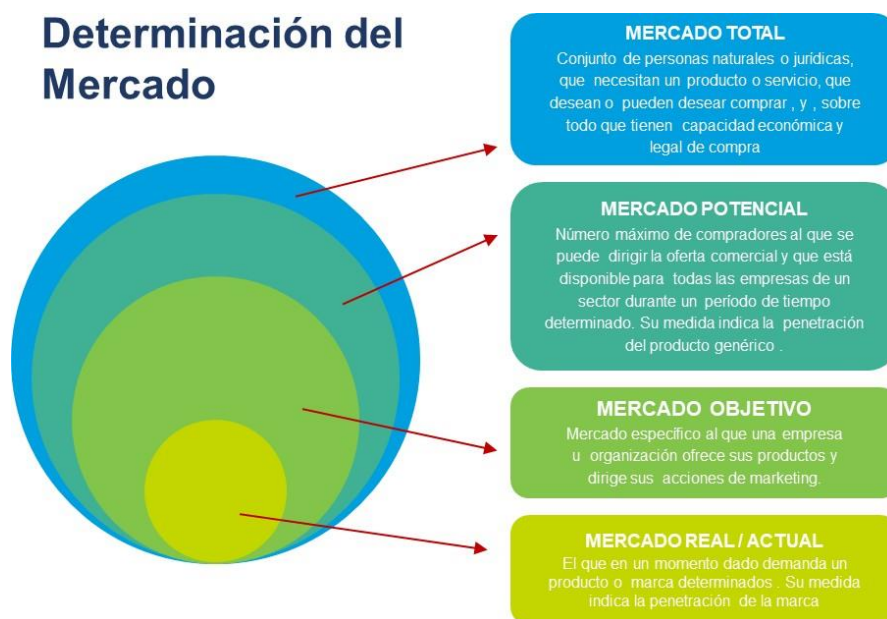 Determinación del
Mercado
MERCADO TOTAL
Conjunto de personas naturales o jurídicas,
que necesitan un producto o servicio, que
desean o pueden desear comprar , y , sobre
todo que tienen capacidad económica y
legal de compra
MERCADO POTENCIAL
Número máximo de compradores al que se
puede dirigir la oferta comercial y que está
disponible para todas las empresas de un
sector durante un período de tiempo
determinado. Su medida indica la penetración
del producto genérico .
MERCADO OBJETIVO
Mercado específico al que una empresa
u organización ofrece sus productos y
dirige sus acciones de marketing.
MERCADO REAL / ACTUAL
El que en un momento dado demanda un
producto o marca determinados . Su medida
indica la penetración de la marca